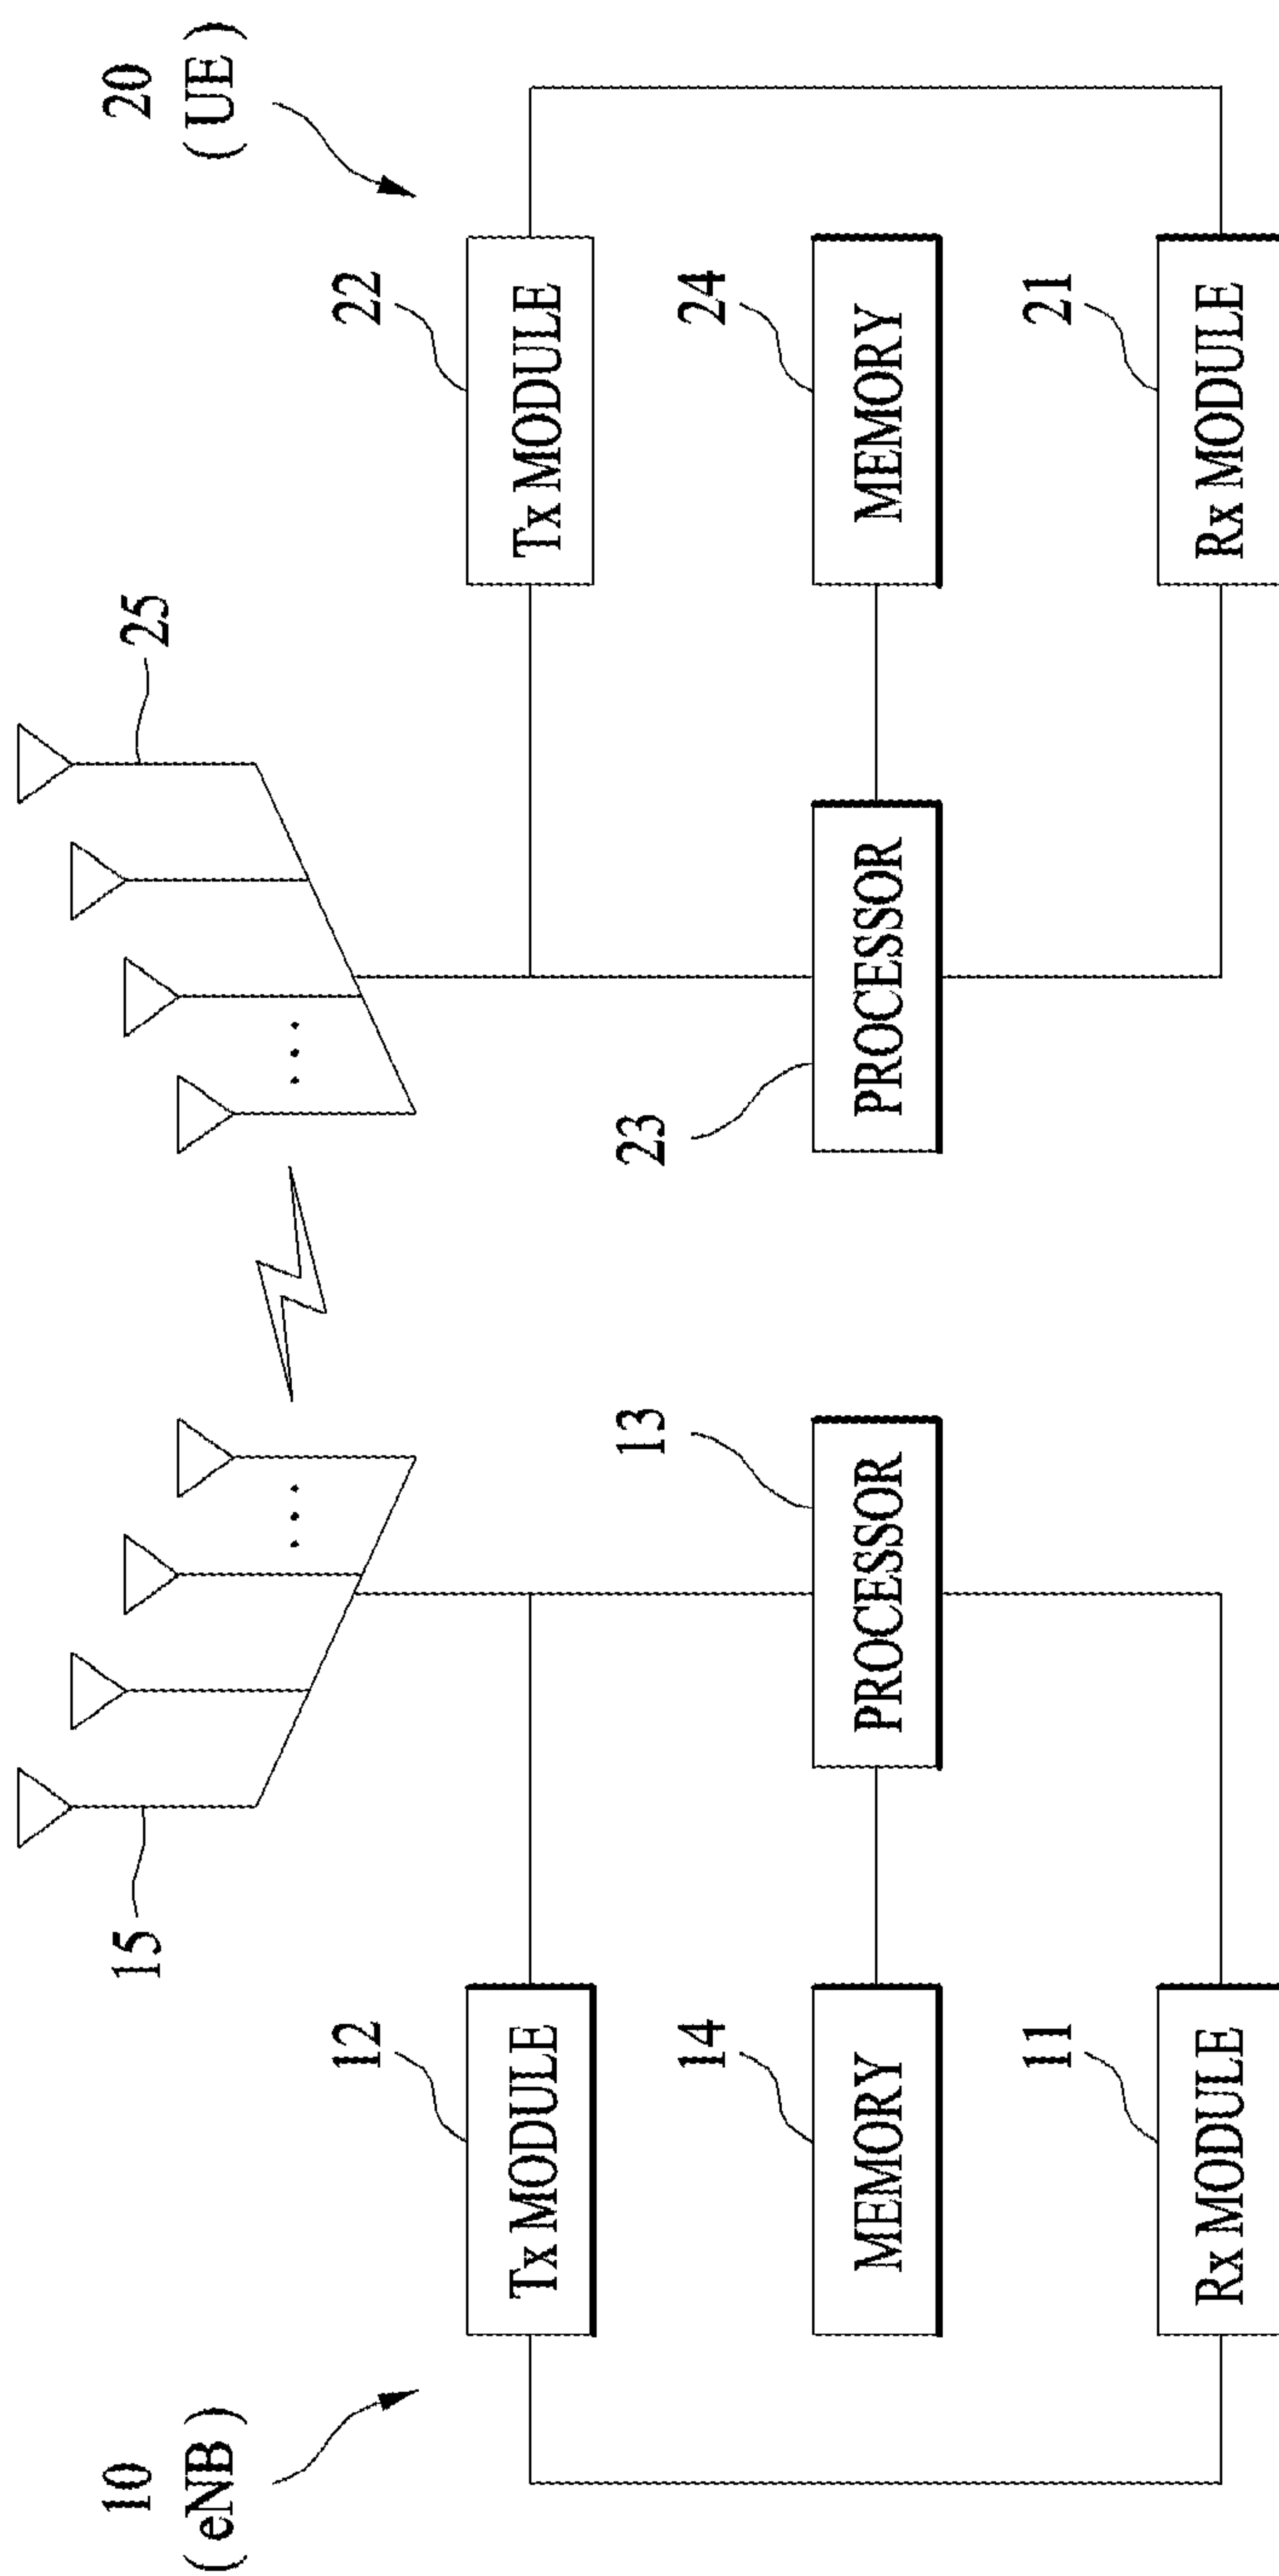 10
( eNB )
20
( UE )
15
25
12
Tx MODULE
13
PROCESSOR
14
MEMORY
11
Rx MODULE
22
Tx MODULE
23
PROCESSOR
24
MEMORY
21
Rx MODULE